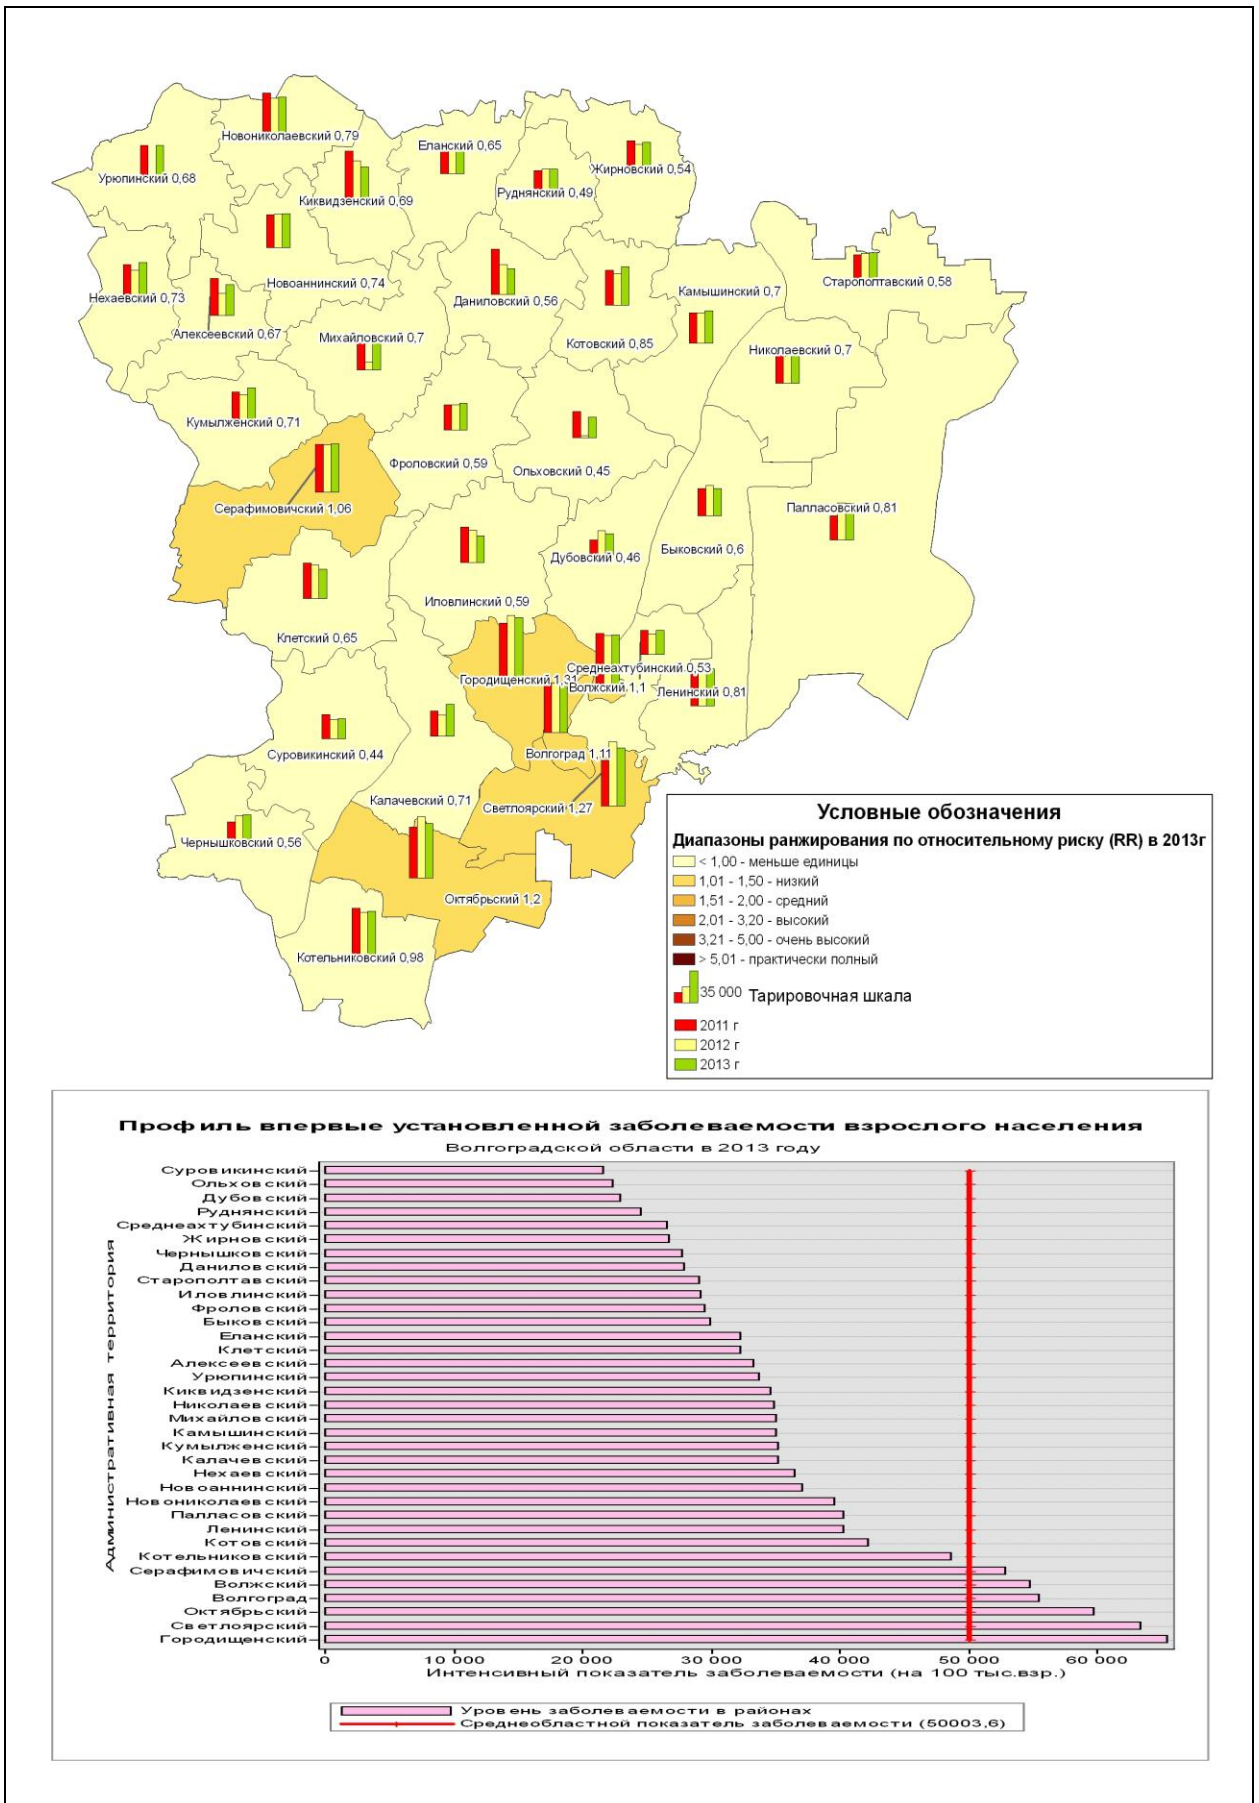 Новониколаевский 0,79
Еланский 0,65
Жирновский 0,54
Урюпинский 0,68
Руднянский 0,49
Киквидзенский 0,69
Новоаннинский 0,74
Старополтавский 0,58
Камышинский 0,7
Нехаевский 0,73
Даниловский 0,56
Алексеевский 0,67
Михайловский 0,7
Котовский 0,85
Николаевский 0,7
Кумылженский 0,71
Фроловский 0,59
Ольховский 0,45
Серафимовичский 1,06
Палласовский 0,81
Быковский 0,6
Дубовский 0,46
Иловлинский 0,59
Клетский 0,65
Среднеахтубинский 0,53
Городищенский 1,31
Волжский 1,1
Ленинский 0,81
Суровикинский 0,44
Волгоград 1,11
Калачевский 0,71
Светлоярский 1,27
Чернышковский 0,56
Октябрьский 1,2
Котельниковский 0,98
Условные обозначения
Диапазоны ранжирования по относительному риску (RR) в 2013г
< 1,00 - меньше единицы
1,01 - 1,50 - низкий
1,51 - 2,00 - средний
2,01 - 3,20 - высокий
3,21 - 5,00 - очень высокий
> 5,01 - практически полный
35 000 Тарировочная шкала
2011 г
2012 г
2013 г
Профиль впервые установленной заболеваемости взрослого населения
Волгоградской области в 2013 году
Административная территория
Суровикинский
Ольховский
Дубовский
Руднянский
Среднеахтубинский
Жирновский
Чернышковский
Даниловский
Старополтавский
Иловлинский
Фроловский
Быковский
Еланский
Клетский
Алексеевский
Урюпинский
Киквидзенский
Николаевский
Михайловский
Камышинский
Кумылженский
Калачевский
Нехаевский
Новоаннинский
Новониколаевский
Палласовский
Ленинский
Котовский
Котельниковский
Серафимовичский
Волжский
Волгоград
Октябрьский
Светлоярский
Городищенский
0 10 000 20 000 30 000 40 000 50 000 60 000
Интенсивный показатель заболеваемости (на 100 тыс.взр.)
Уровень заболеваемости в районах
Среднеобластной показатель заболеваемости (50003,6)